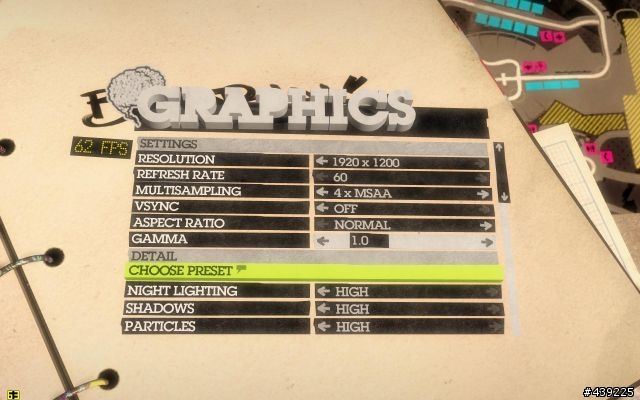 GRAPHICS
62 FPS
SETTINGS
RESOLUTION 1920 x 1200
REFRESH RATE 60
MULTISAMPLING 4 x MSAA
VSYNC OFF
ASPECT RATIO NORMAL
GAMMA 1.0
DETAIL
CHOOSE PRESET
NIGHT LIGHTING HIGH
SHADOWS HIGH
PARTICLES HIGH
#439225